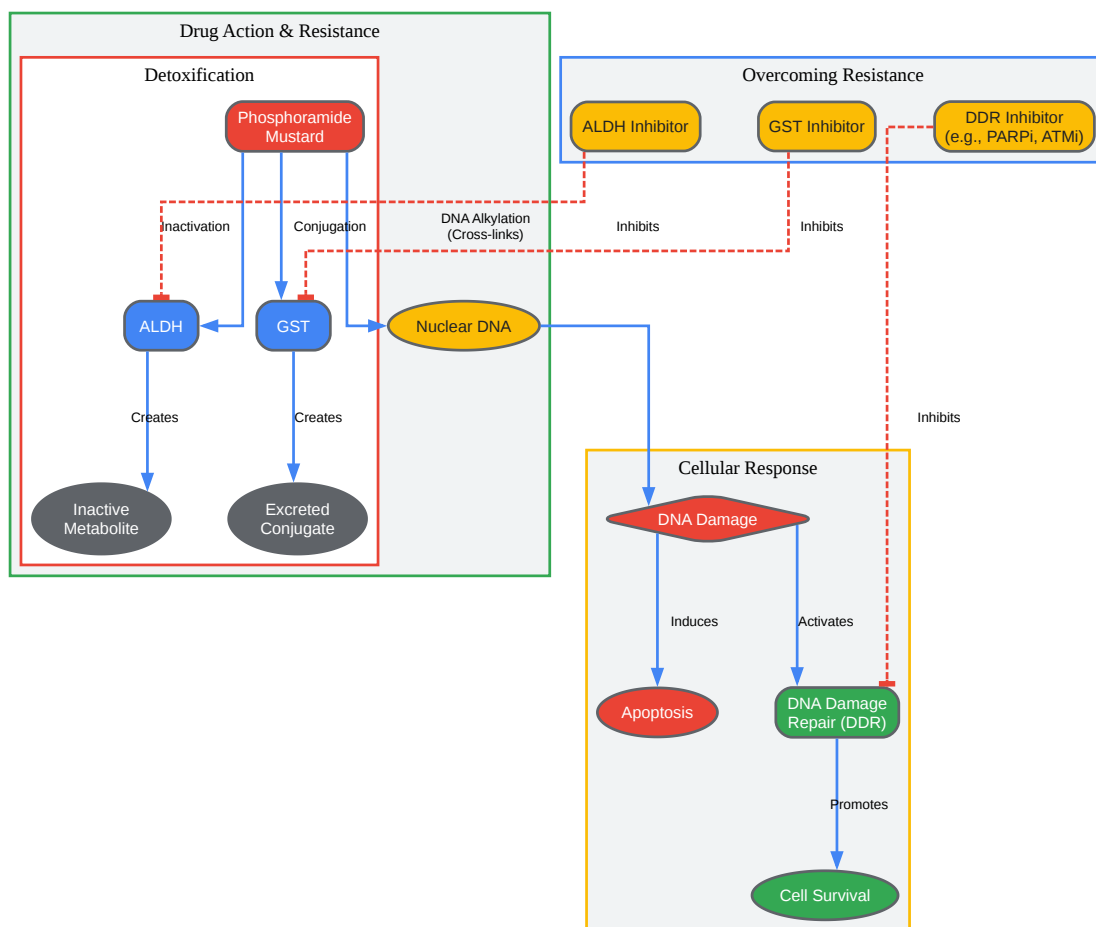 Drug Action & Resistance
Detoxification
Overcoming Resistance
Phosphoramide
Mustard
ALDH Inhibitor
GST Inhibitor
DDR Inhibitor
(e.g., PARPi, ATMi)
Inactivation
Conjugation
DNA Alkylation
(Cross-links)
Inhibits
Inhibits
ALDH
GST
Nuclear DNA
Creates
Creates
Inhibits
Cellular Response
Inactive
Metabolite
Excreted
Conjugate
DNA Damage
Induces
Activates
Apoptosis
DNA Damage
Repair (DDR)
Promotes
Cell Survival